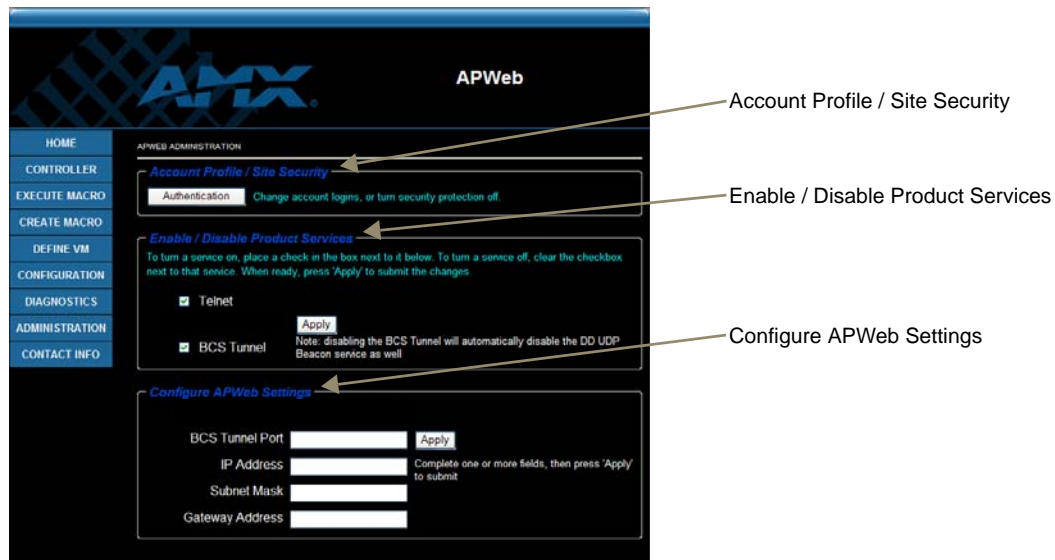 AMX
APWeb
HOME
CONTROLLER
EXECUTE MACRO
CREATE MACRO
DEFINE VM
CONFIGURATION
DIAGNOSTICS
ADMINISTRATION
CONTACT INFO
APWEB ADMINISTRATION
Account Profile / Site Security
Authentication
Change account logins, or turn security protection off.
Enable / Disable Product Services
To turn a service on, place a check in the box next to it below. To turn a service off, clear the checkbox
next to that service. When ready, press 'Apply' to submit the changes.
Telnet
Apply
BCS Tunnel
Note: disabling the BCS Tunnel will automatically disable the DD UDP
Beacon service as well
Configure APWeb Settings
BCS Tunnel Port
Apply
IP Address
Complete one or more fields, then press 'Apply'
to submit
Subnet Mask
Gateway Address
Account Profile / Site Security
Enable / Disable Product Services
Configure APWeb Settings